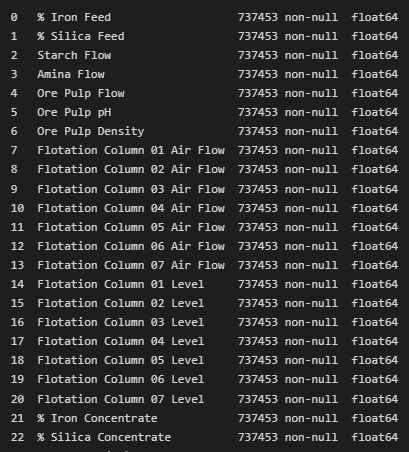 0 % Iron Feed 737453 non-null float64
1 % Silica Feed 737453 non-null float64
2 Starch Flow 737453 non-null float64
3 Amina Flow 737453 non-null float64
4 Ore Pulp Flow 737453 non-null float64
5 Ore Pulp pH 737453 non-null float64
6 Ore Pulp Density 737453 non-null float64
7 Flotation Column 01 Air Flow 737453 non-null float64
8 Flotation Column 02 Air Flow 737453 non-null float64
9 Flotation Column 03 Air Flow 737453 non-null float64
10 Flotation Column 04 Air Flow 737453 non-null float64
11 Flotation Column 05 Air Flow 737453 non-null float64
12 Flotation Column 06 Air Flow 737453 non-null float64
13 Flotation Column 07 Air Flow 737453 non-null float64
14 Flotation Column 01 Level 737453 non-null float64
15 Flotation Column 02 Level 737453 non-null float64
16 Flotation Column 03 Level 737453 non-null float64
17 Flotation Column 04 Level 737453 non-null float64
18 Flotation Column 05 Level 737453 non-null float64
19 Flotation Column 06 Level 737453 non-null float64
20 Flotation Column 07 Level 737453 non-null float64
21 % Iron Concentrate 737453 non-null float64
22 % Silica Concentrate 737453 non-null float64